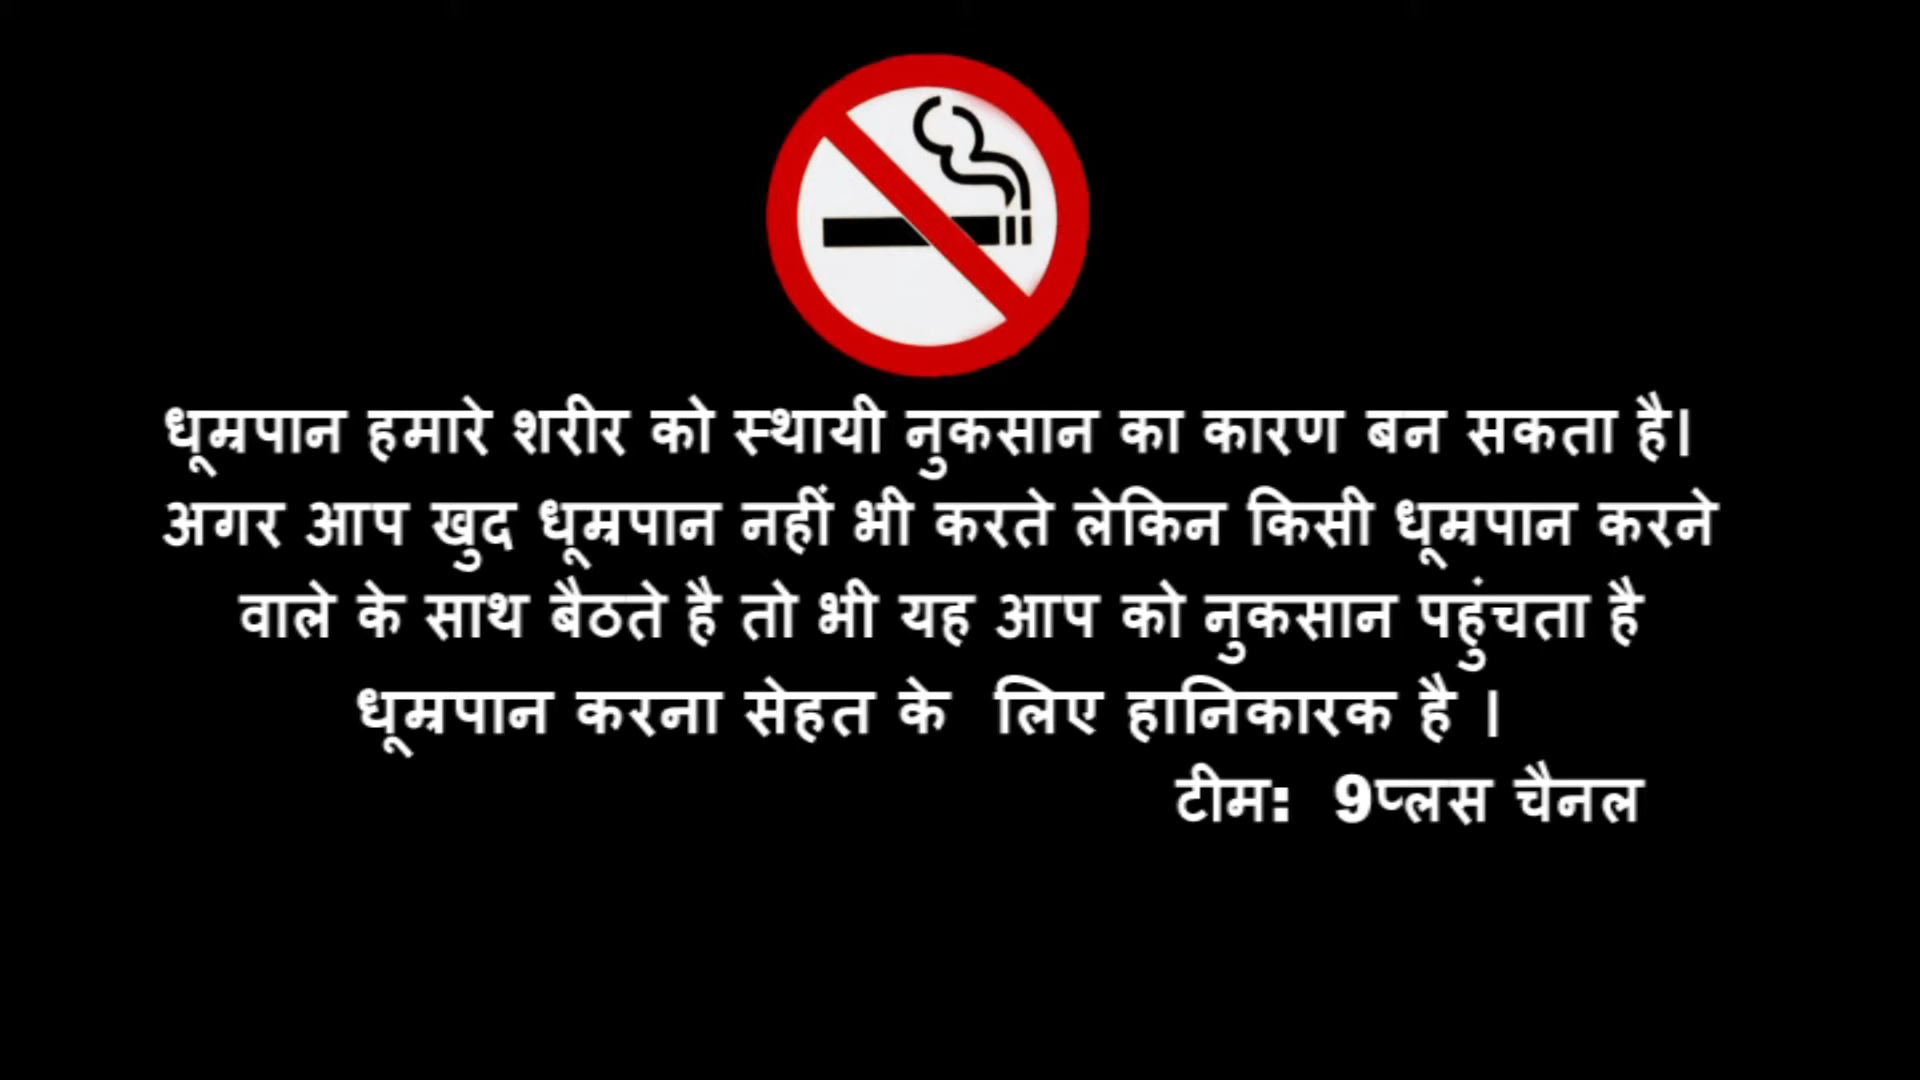 धूम्रपान हमारे शरीर को स्थायी नुकसान का कारण बन सकता है।
अगर आप खुद धूम्रपान नहीं भी करते लेकिन किसी धूम्रपान करने
वाले के साथ बैठते है तो भी यह आप को नुकसान पहुंचता है
धूम्रपान करना सेहत के लिए हानिकारक है ।
टीम: 9प्लस चैनल